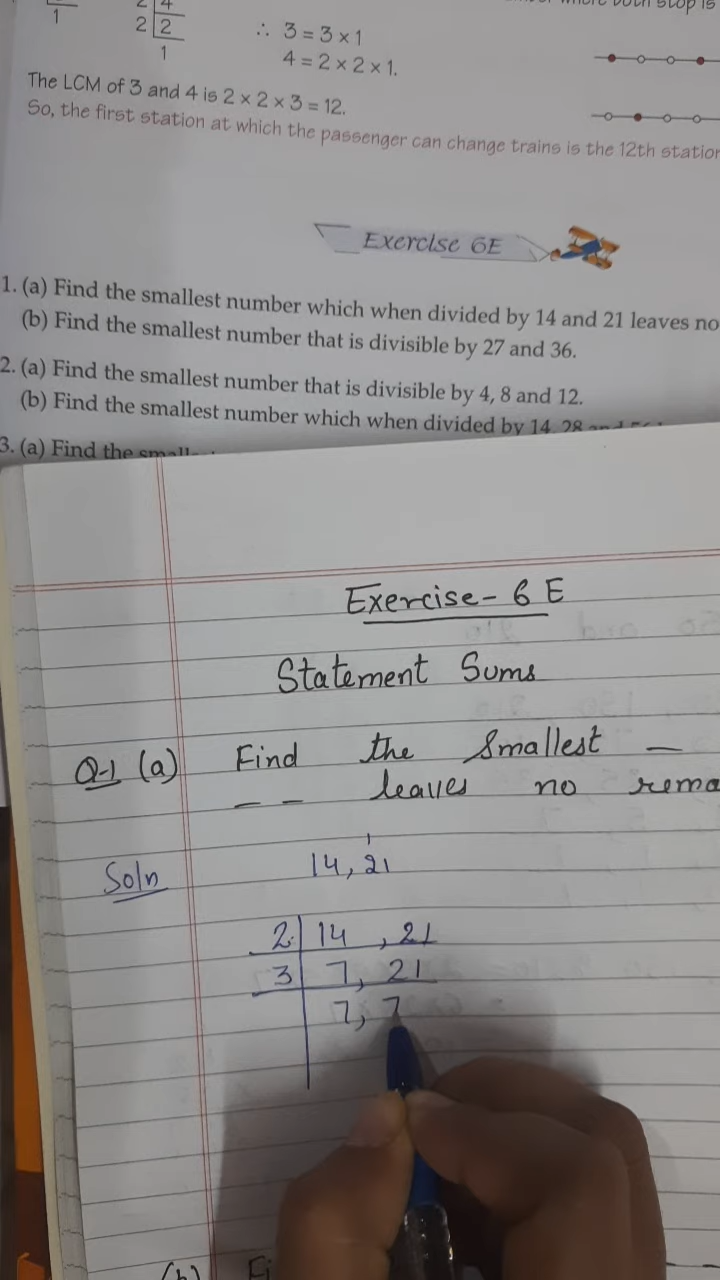 1
2 4
2 2
1
∴ 3 = 3 × 1
4 = 2 × 2 × 1.
The LCM of 3 and 4 is 2 × 2 × 3 = 12.
So, the first station at which the passenger can change trains is the 12th station
Exercise 6E
1. (a) Find the smallest number which when divided by 14 and 21 leaves no
(b) Find the smallest number that is divisible by 27 and 36.
2. (a) Find the smallest number that is divisible by 4, 8 and 12.
(b) Find the smallest number which when divided by 14, 28 and
3. (a) Find the
Exercise - 6 E
Statement Sums
Q-1 (a) Find the Smallest —
— — leaves no rema
Soln 14, 21
2 14 , 21
3 7, 21
7, 7
(b)